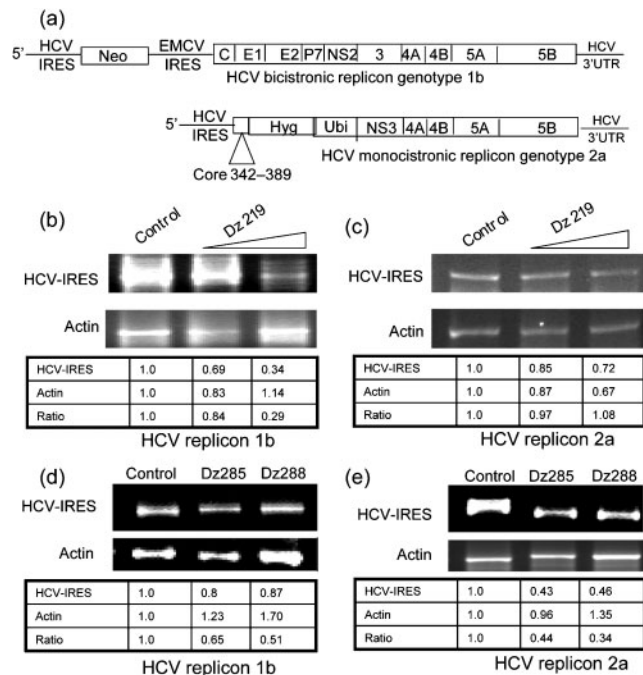 (a)
5' HCV IRES Neo EMCV IRES C E1 E2 P7 NS2 3 4A 4B 5A 5B HCV 3'UTR
HCV bicistronic replicon genotype 1b
5' HCV IRES Hyg Ubi NS3 4A 4B 5A 5B HCV 3'UTR
HCV monocistronic replicon genotype 2a
Core 342–389
(b)
Control Dz 219
HCV-IRES
Actin
HCV-IRES 1.0 0.69 0.34
Actin 1.0 0.83 1.14
Ratio 1.0 0.84 0.29
HCV replicon 1b
(c)
Control Dz 219
HCV-IRES
Actin
HCV-IRES 1.0 0.85 0.72
Actin 1.0 0.87 0.67
Ratio 1.0 0.97 1.08
HCV replicon 2a
(d)
Control Dz285 Dz288
HCV-IRES
Actin
HCV-IRES 1.0 0.8 0.87
Actin 1.0 1.23 1.70
Ratio 1.0 0.65 0.51
HCV replicon 1b
(e)
Control Dz285 Dz288
HCV-IRES
Actin
HCV-IRES 1.0 0.43 0.46
Actin 1.0 0.96 1.35
Ratio 1.0 0.44 0.34
HCV replicon 2a